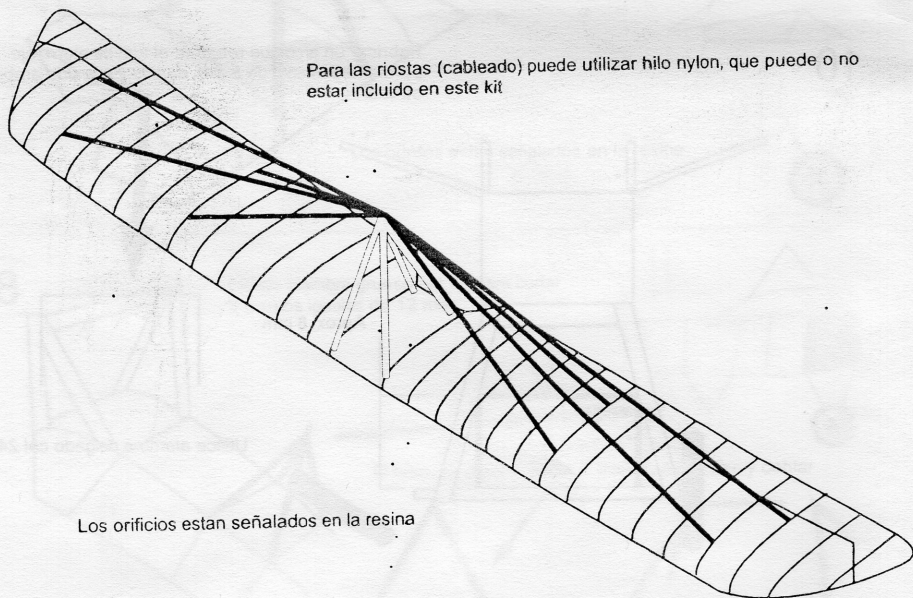 Para las riostas (cableado) puede utilizar hilo nylon, que puede o no
estar incluido en este kit
Los orificios estan señalados en la resina